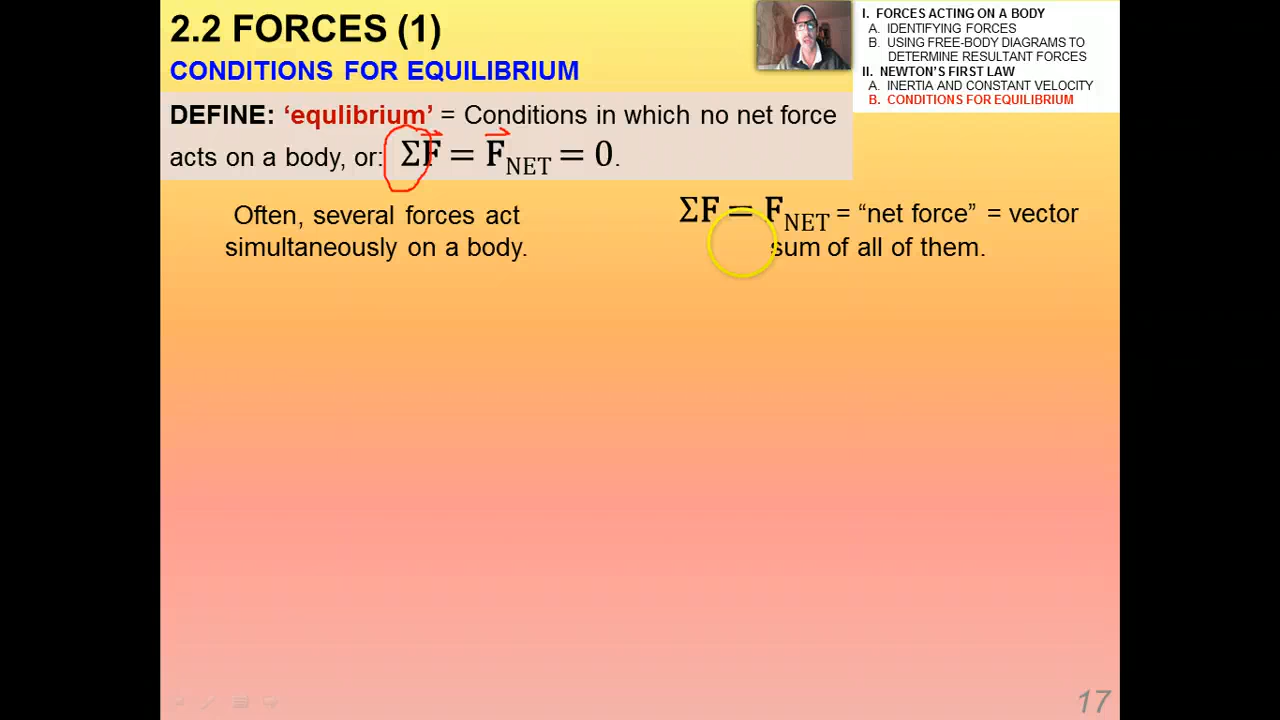 2.2 FORCES (1)
CONDITIONS FOR EQUILIBRIUM
I. FORCES ACTING ON A BODY
A. IDENTIFYING FORCES
B. USING FREE-BODY DIAGRAMS TO
DETERMINE RESULTANT FORCES
II. NEWTON'S FIRST LAW
A. INERTIA AND CONSTANT VELOCITY
B. CONDITIONS FOR EQUILIBRIUM
DEFINE: ‘equlibrium’ = Conditions in which no net force
acts on a body, or: ΣF⃗ = F⃗NET = 0.
Often, several forces act
simultaneously on a body.
ΣF = FNET = “net force” = vector
sum of all of them.
17